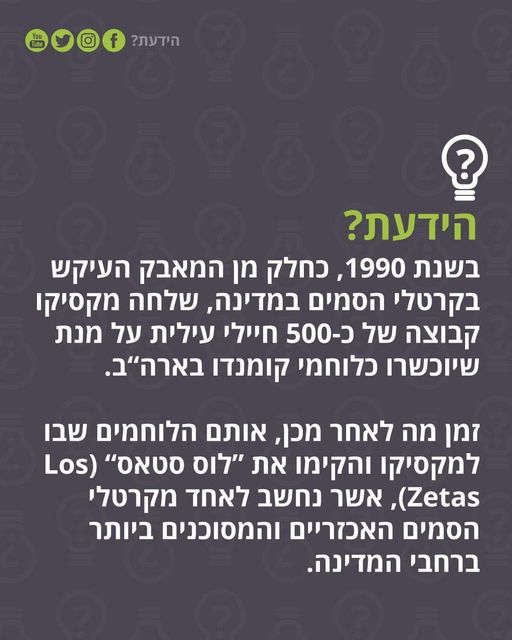 הידעת?
You
Tube
הידעת?
בשנת 1990, כחלק מן המאבק העיקש
בקרטלי הסמים במדינה, שלחה מקסיקו
קבוצה של כ-500 חיילי עילית על מנת
שיוכשרו כלוחמי קומנדו בארה“ב.
זמן מה לאחר מכן, אותם הלוחמים שבו
למקסיקו והקימו את ”לוס סטאס“ (Los
Zetas), אשר נחשב לאחד מקרטלי
הסמים האכזריים והמסוכנים ביותר
ברחבי המדינה.